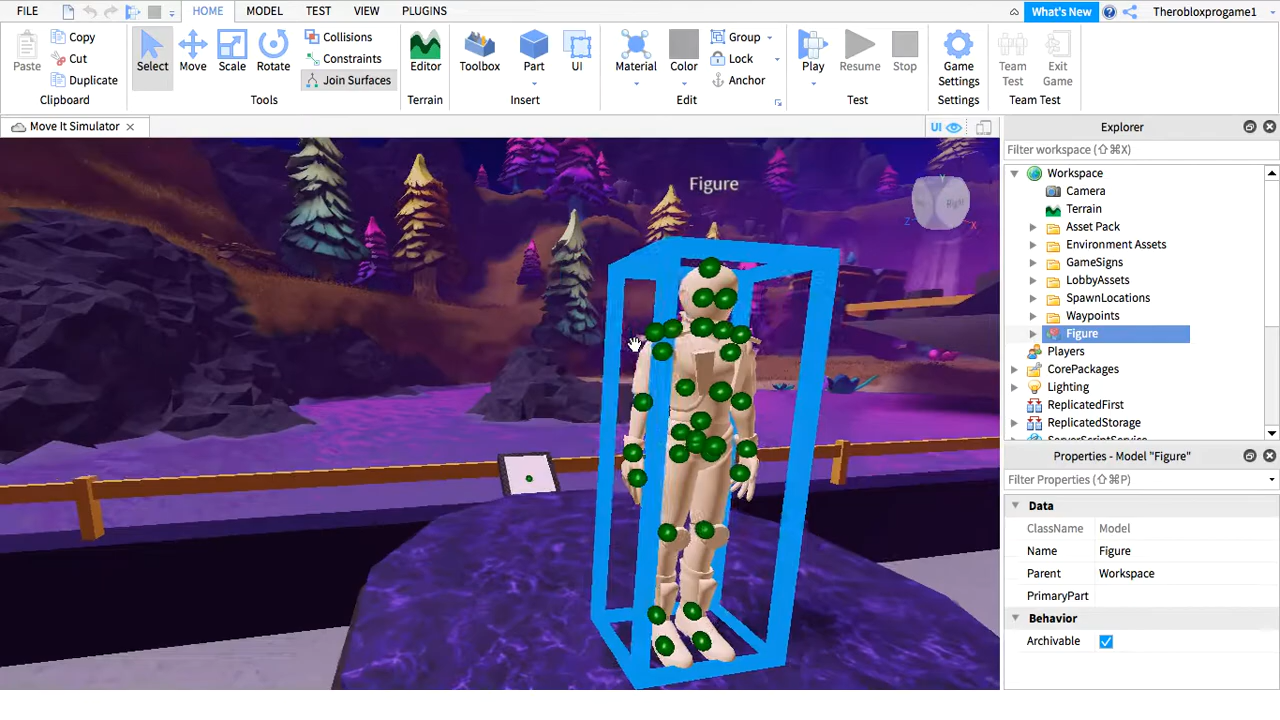 FILE HOME MODEL TEST VIEW PLUGINS What's New Therobloxprogame1
Paste Copy Cut Duplicate
Clipboard
Select Move Scale Rotate Collisions Constraints Join Surfaces
Tools
Editor
Terrain
Toolbox Part UI
Insert
Material Color Group Lock Anchor
Edit
Play Resume Stop
Test
Game Settings
Settings
Team Test Exit Game
Team Test
Move It Simulator
UI
Figure
Right
Y
Z
X
Explorer
Filter workspace (⇧⌘X)
Workspace
Camera
Terrain
Asset Pack
Environment Assets
GameSigns
LobbyAssets
SpawnLocations
Waypoints
Figure
Players
CorePackages
Lighting
ReplicatedFirst
ReplicatedStorage
ServerScriptService
Properties - Model "Figure"
Filter Properties (⇧⌘P)
Data
ClassName Model
Name Figure
Parent Workspace
PrimaryPart
Behavior
Archivable